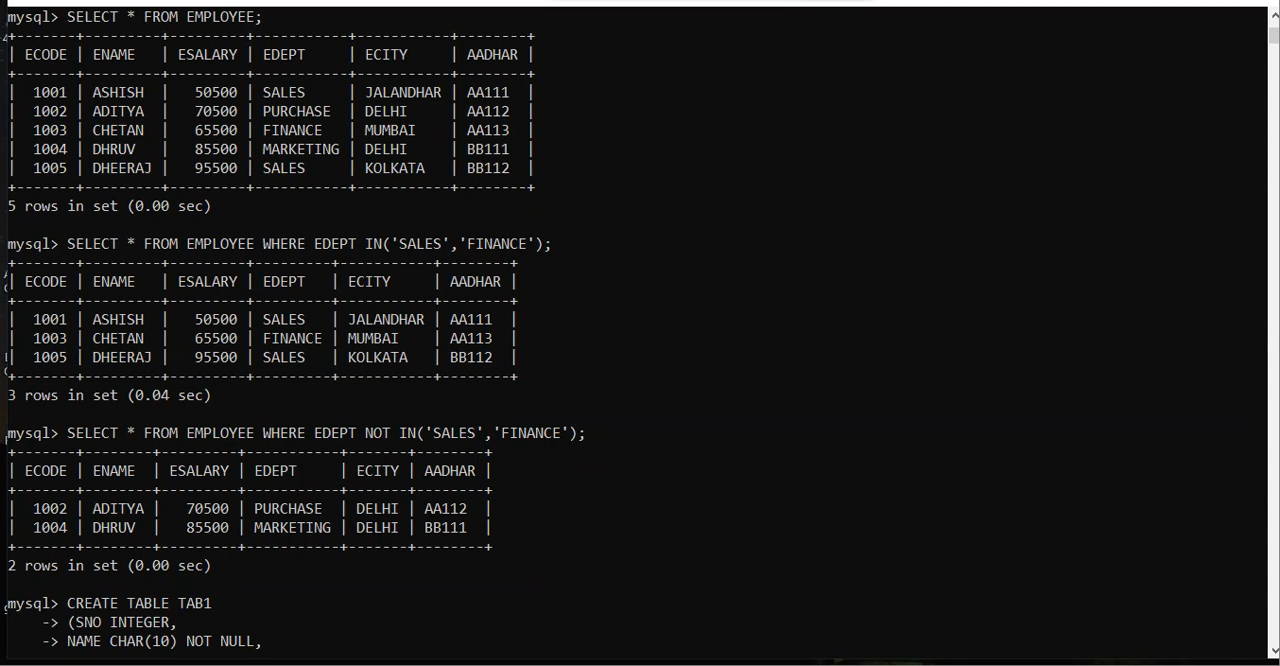 mysql> SELECT * FROM EMPLOYEE;
+-------+---------+---------+-----------+-----------+--------+
| ECODE | ENAME   | ESALARY | EDEPT     | ECITY     | AADHAR |
+-------+---------+---------+-----------+-----------+--------+
|  1001 | ASHISH  |   50500 | SALES     | JALANDHAR | AA111  |
|  1002 | ADITYA  |   70500 | PURCHASE  | DELHI     | AA112  |
|  1003 | CHETAN  |   65500 | FINANCE   | MUMBAI    | AA113  |
|  1004 | DHRUV   |   85500 | MARKETING | DELHI     | BB111  |
|  1005 | DHEERAJ |   95500 | SALES     | KOLKATA   | BB112  |
+-------+---------+---------+-----------+-----------+--------+
5 rows in set (0.00 sec)
mysql> SELECT * FROM EMPLOYEE WHERE EDEPT IN('SALES','FINANCE');
+-------+---------+---------+---------+-----------+--------+
| ECODE | ENAME   | ESALARY | EDEPT   | ECITY     | AADHAR |
+-------+---------+---------+---------+-----------+--------+
|  1001 | ASHISH  |   50500 | SALES   | JALANDHAR | AA111  |
|  1003 | CHETAN  |   65500 | FINANCE | MUMBAI    | AA113  |
|  1005 | DHEERAJ |   95500 | SALES   | KOLKATA   | BB112  |
+-------+---------+---------+---------+-----------+--------+
3 rows in set (0.04 sec)
mysql> SELECT * FROM EMPLOYEE WHERE EDEPT NOT IN('SALES','FINANCE');
+-------+--------+---------+-----------+-------+--------+
| ECODE | ENAME  | ESALARY | EDEPT     | ECITY | AADHAR |
+-------+--------+---------+-----------+-------+--------+
|  1002 | ADITYA |   70500 | PURCHASE  | DELHI | AA112  |
|  1004 | DHRUV  |   85500 | MARKETING | DELHI | BB111  |
+-------+--------+---------+-----------+-------+--------+
2 rows in set (0.00 sec)
mysql> CREATE TABLE TAB1
    -> (SNO INTEGER,
    -> NAME CHAR(10) NOT NULL,